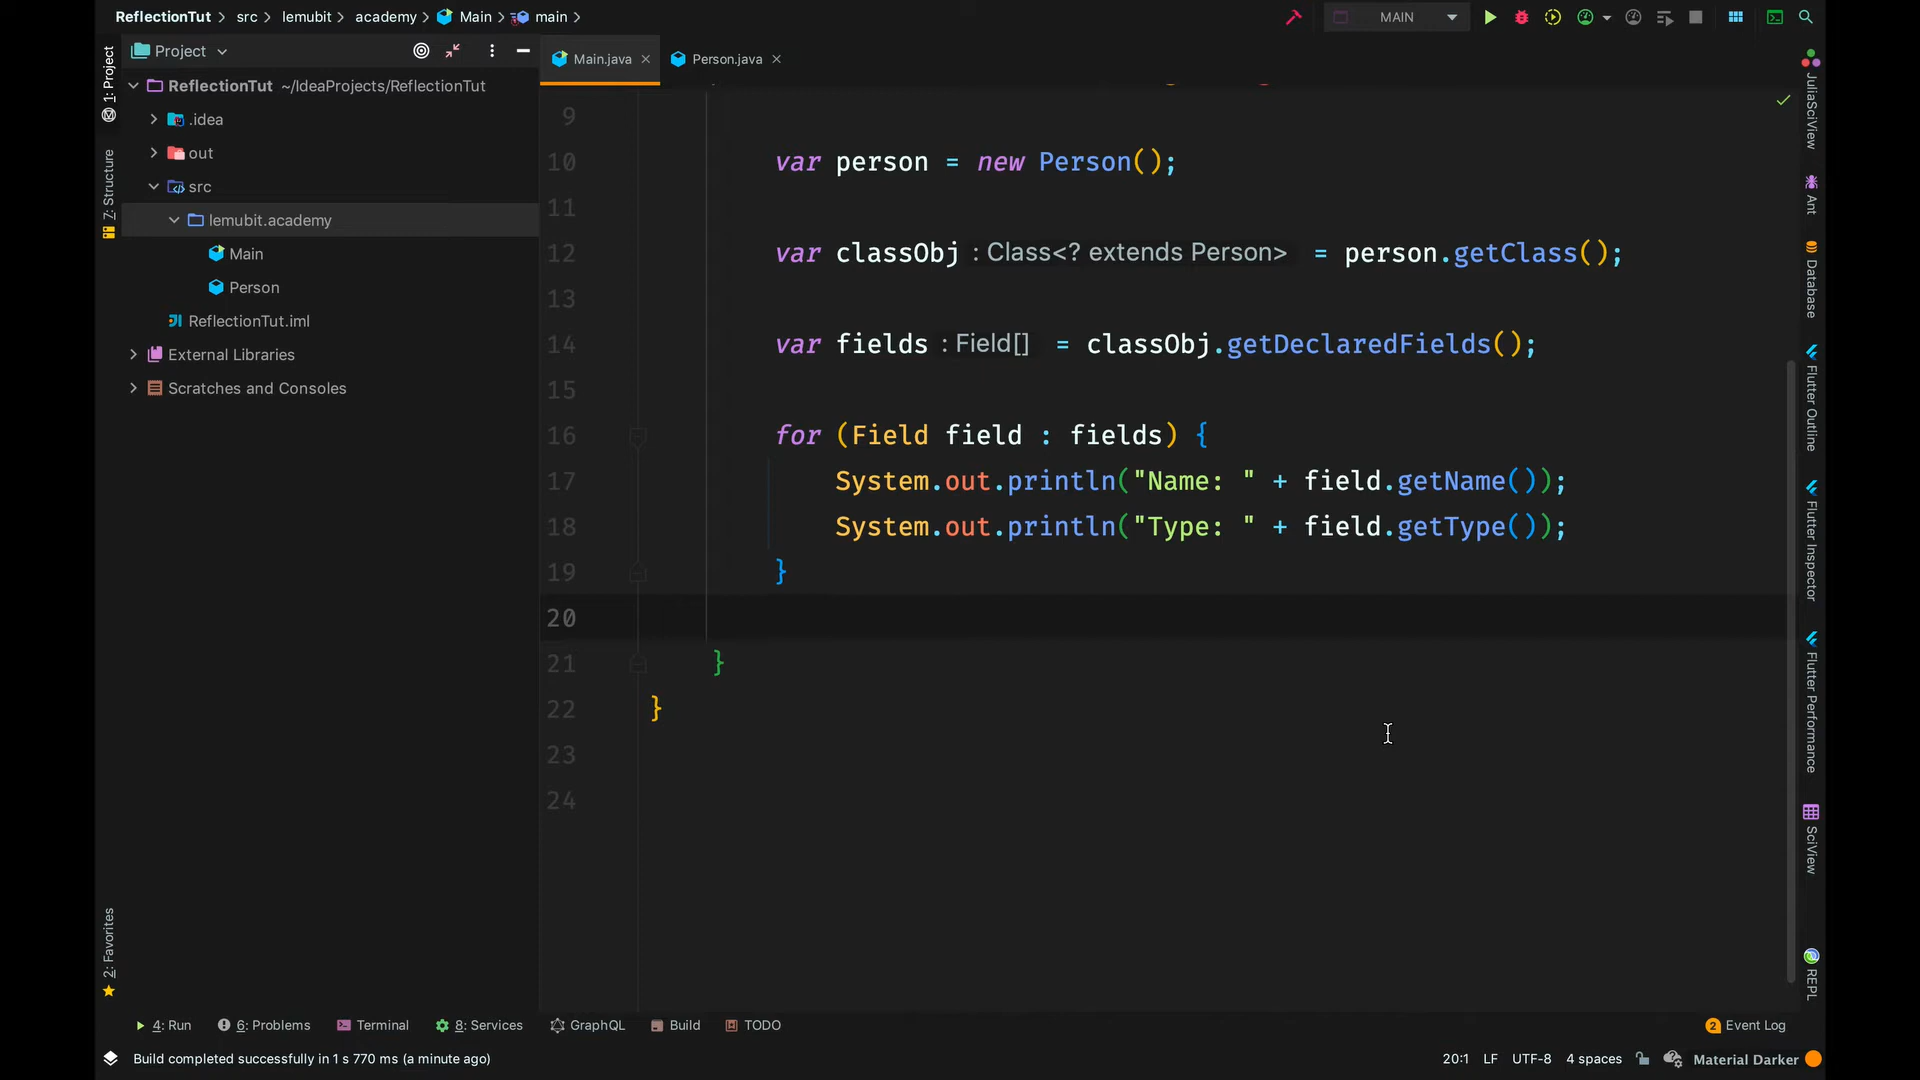 ReflectionTut > src > lemubit > academy > Main > main >
MAIN
1: Project
7: Structure
2: Favorites
Project
ReflectionTut ~/IdeaProjects/ReflectionTut
.idea
out
src
lemubit.academy
Main
Person
ReflectionTut.iml
External Libraries
Scratches and Consoles
Main.java
Person.java
9
10 var person = new Person();
11
12 var classObj : Class<? extends Person> = person.getClass();
13
14 var fields : Field[] = classObj.getDeclaredFields();
15
16 for (Field field : fields) {
17 System.out.println("Name: " + field.getName());
18 System.out.println("Type: " + field.getType());
19 }
20
21 }
22 }
23
24
JuliaSciView
Ant
Database
Flutter Outline
Flutter Inspector
Flutter Performance
SciView
REPL
4: Run
6: Problems
Terminal
8: Services
GraphQL
Build
TODO
2 Event Log
Build completed successfully in 1 s 770 ms (a minute ago)
20:1 LF UTF-8 4 spaces Material Darker